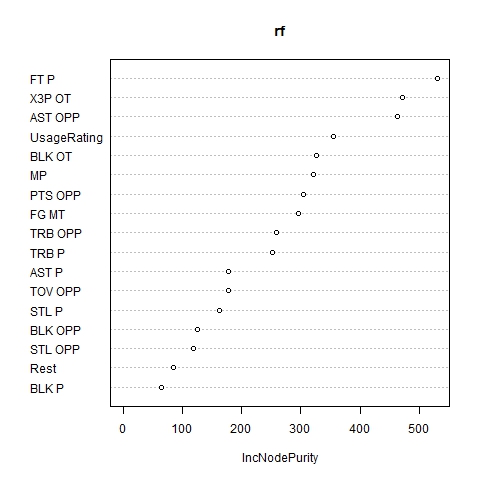 rf
FT P
X3P OT
AST OPP
UsageRating
BLK OT
MP
PTS OPP
FG MT
TRB OPP
TRB P
AST P
TOV OPP
STL P
BLK OPP
STL OPP
Rest
BLK P
0 100 200 300 400 500
IncNodePurity